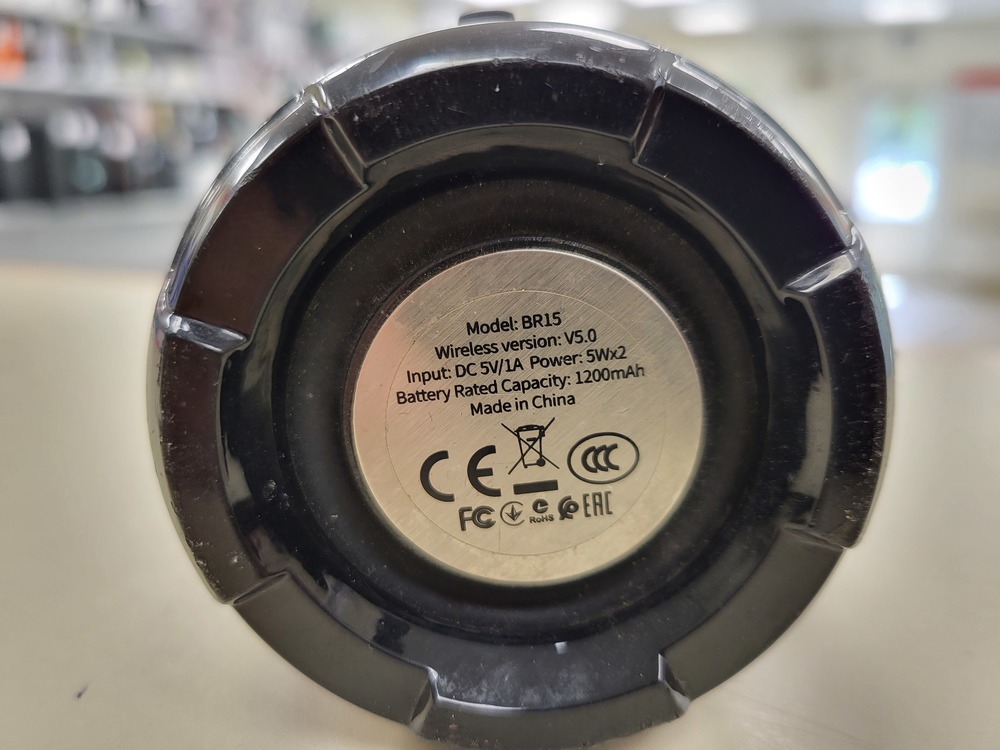 Model: BR15
Wireless version: V5.0
Input: DC 5V/1A Power: 5Wx2
Battery Rated Capacity: 1200mAh
Made in China
CE CCC
FC RoHS EAC